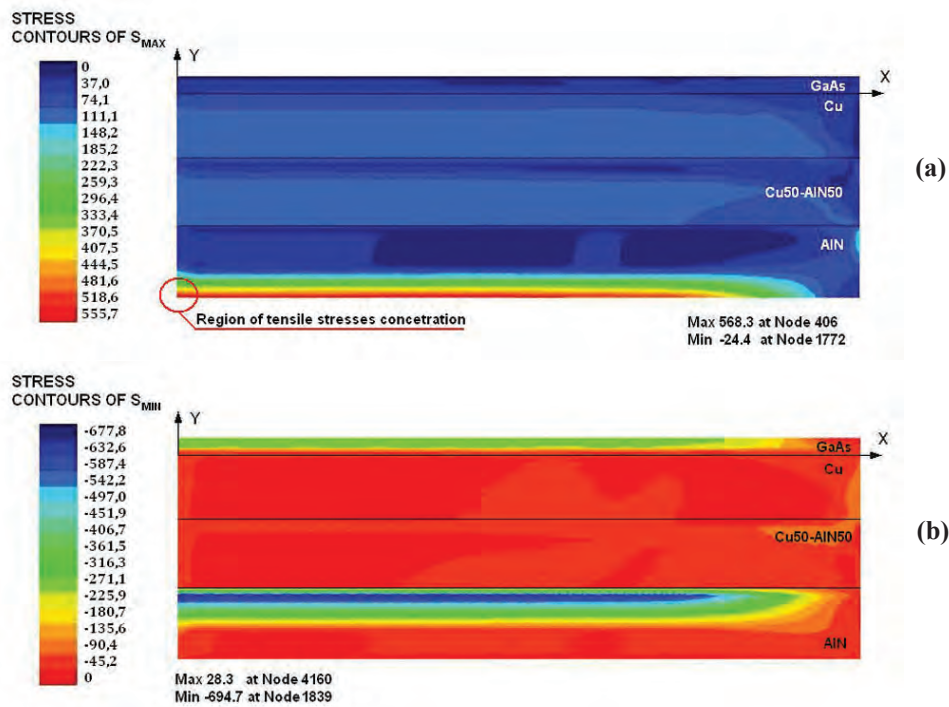 STRESS
CONTOURS OF SMAX
0
37,0
74,1
111,1
148,2
185,2
222,3
259,3
296,4
333,4
370,5
407,5
444,5
481,6
518,6
555,7
Y
X
GaAs
Cu
Cu50-AlN50
AlN
(a)
Region of tensile stresses concetration
Max 568.3 at Node 406
Min -24.4 at Node 1772
STRESS
CONTOURS OF SMIN
-677,8
-632,6
-587,4
-542,2
-497,0
-451,9
-406,7
-361,5
-316,3
-271,1
-225,9
-180,7
-135,6
-90,4
-45,2
0
Y
X
GaAs
Cu
Cu50-AlN50
AlN
(b)
Max 28.3 at Node 4160
Min -694.7 at Node 1839